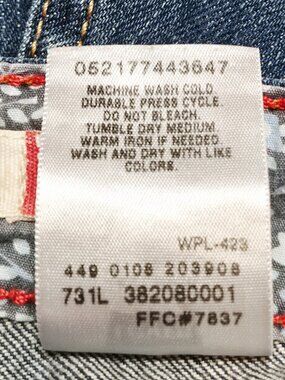 052177443647
MACHINE WASH COLD
DURABLE PRESS CYCLE.
DO NOT BLEACH.
TUMBLE DRY MEDIUM.
WARM IRON IF NEEDED
WASH AND DRY WITH LIKE
COLORS.
WPL-423
449 0108 203908
731L 382080001
FFC#7837